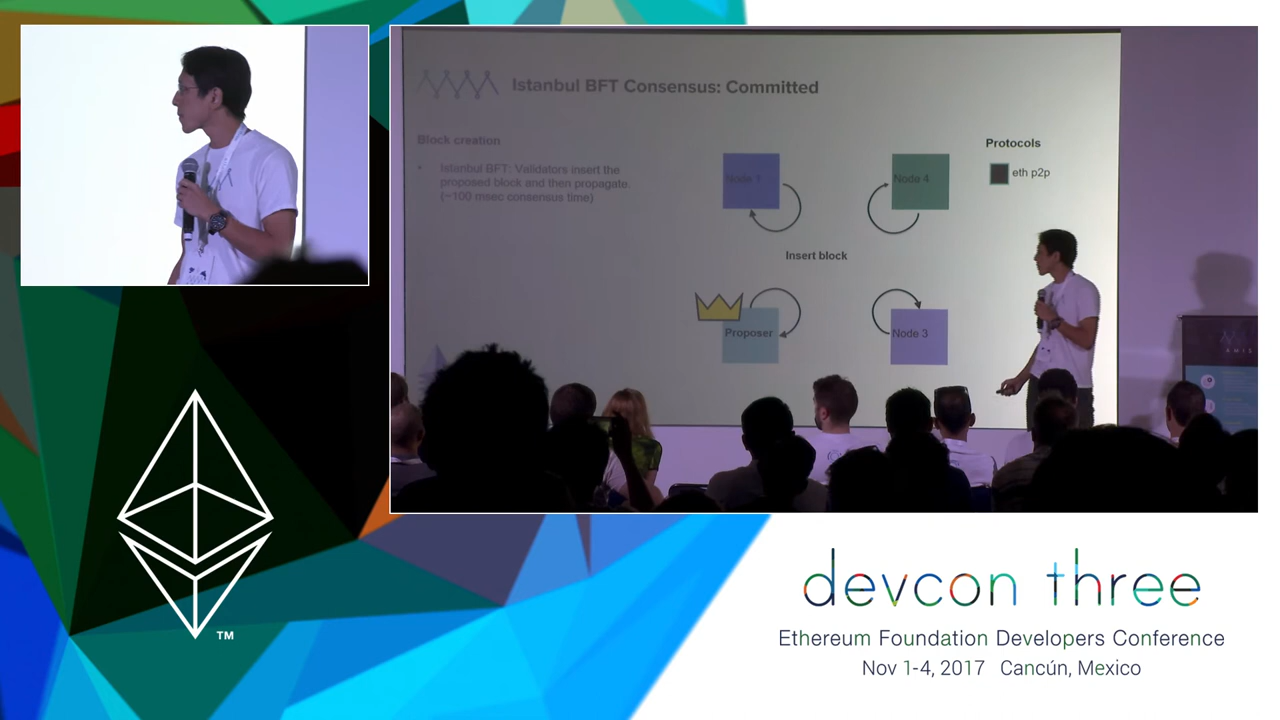 Istanbul BFT Consensus: Committed
Block creation
Istanbul BFT: Validators insert the
proposed block and then propagate.
(~100 msec consensus time)
Node 4
Protocols
eth p2p
Insert block
Proposer
Node 3
AMIS
TM
devcon three
Ethereum Foundation Developers Conference
Nov 1-4, 2017 Cancún, Mexico